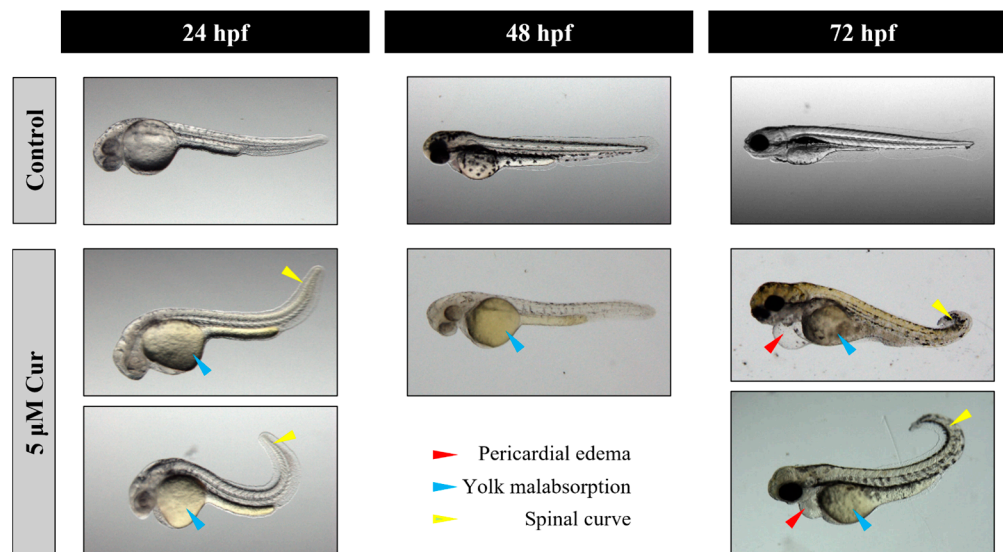 24 hpf
48 hpf
72 hpf
Control
5 µM Cur
Pericardial edema
Yolk malabsorption
Spinal curve